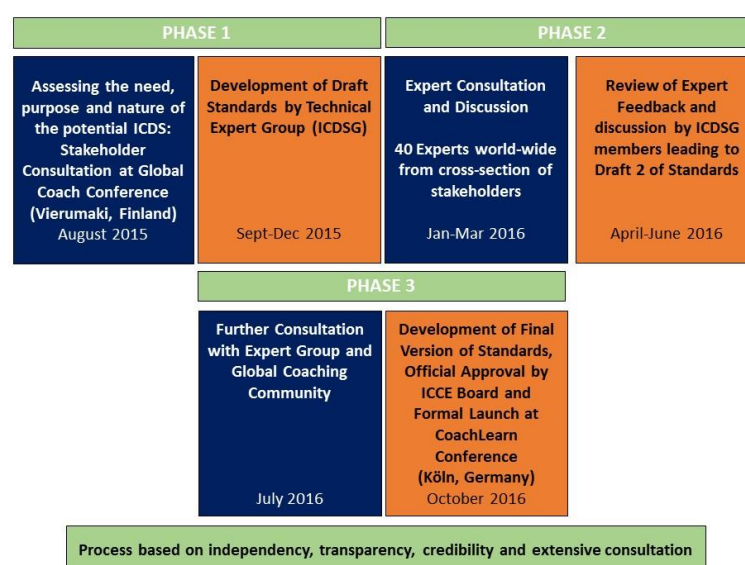 PHASE 1
PHASE 2
Assessing the need,
purpose and nature of
the potential ICDS:
Stakeholder
Consultation at Global
Coach Conference
(Vierumaki, Finland)
August 2015
Development of Draft
Standards by Technical
Expert Group (ICDSG)
Sept-Dec 2015
Expert Consultation
and Discussion
40 Experts world-wide
from cross-section of
stakeholders
Jan-Mar 2016
Review of Expert
Feedback and
discussion by ICDSG
members leading to
Draft 2 of Standards
April-June 2016
PHASE 3
Further Consultation
with Expert Group and
Global Coaching
Community
July 2016
Development of Final
Version of Standards,
Official Approval by
ICCE Board and
Formal Launch at
CoachLearn
Conference
(Köln, Germany)
October 2016
Process based on independency, transparency, credibility and extensive consultation